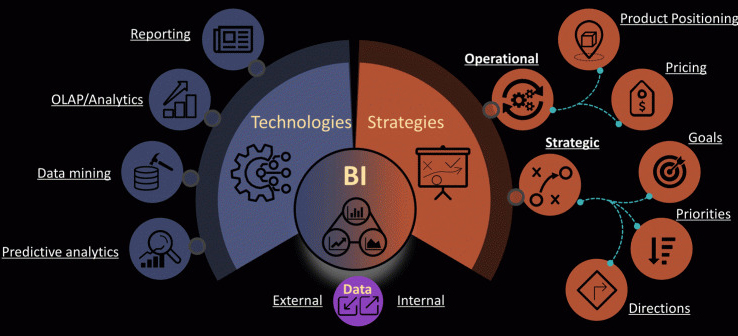 Reporting
OLAP/Analytics
Data mining
Predictive analytics
Technologies
Strategies
BI
Data
External
Internal
Operational
Product Positioning
Pricing
$
Strategic
Goals
Priorities
Directions